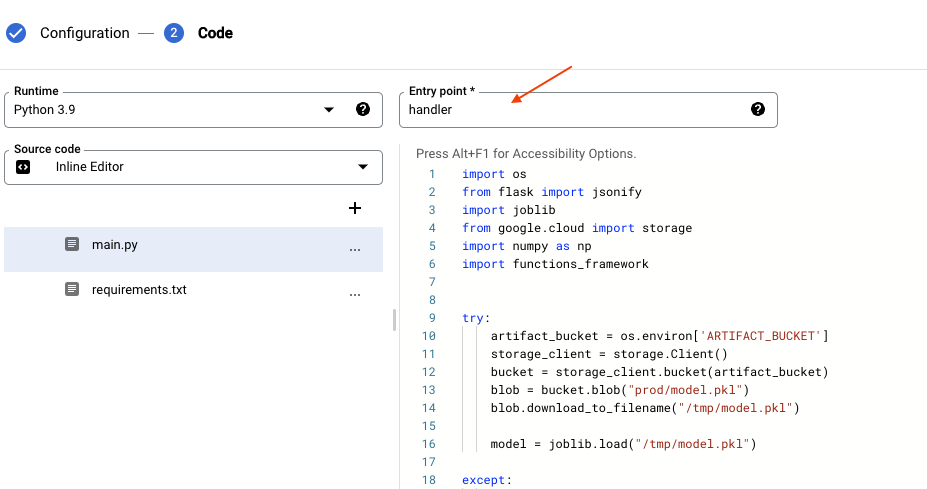 Configuration — 2 Code
Runtime
Python 3.9
Entry point *
handler
Source code
Inline Editor
main.py ...
requirements.txt ...
Press Alt+F1 for Accessibility Options.
1 import os
2 from flask import jsonify
3 import joblib
4 from google.cloud import storage
5 import numpy as np
6 import functions_framework
7
8
9 try:
10 artifact_bucket = os.environ['ARTIFACT_BUCKET']
11 storage_client = storage.Client()
12 bucket = storage_client.bucket(artifact_bucket)
13 blob = bucket.blob("prod/model.pkl")
14 blob.download_to_filename("/tmp/model.pkl")
15
16 model = joblib.load("/tmp/model.pkl")
17
18 except: